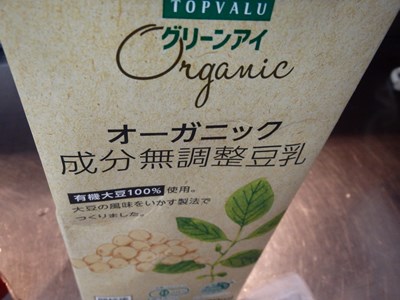 TOPVALU
グリーンアイ
Organic
オーガニック
成分無調整豆乳
有機大豆100% 使用。
大豆の風味をいかす製法で
つくりました。